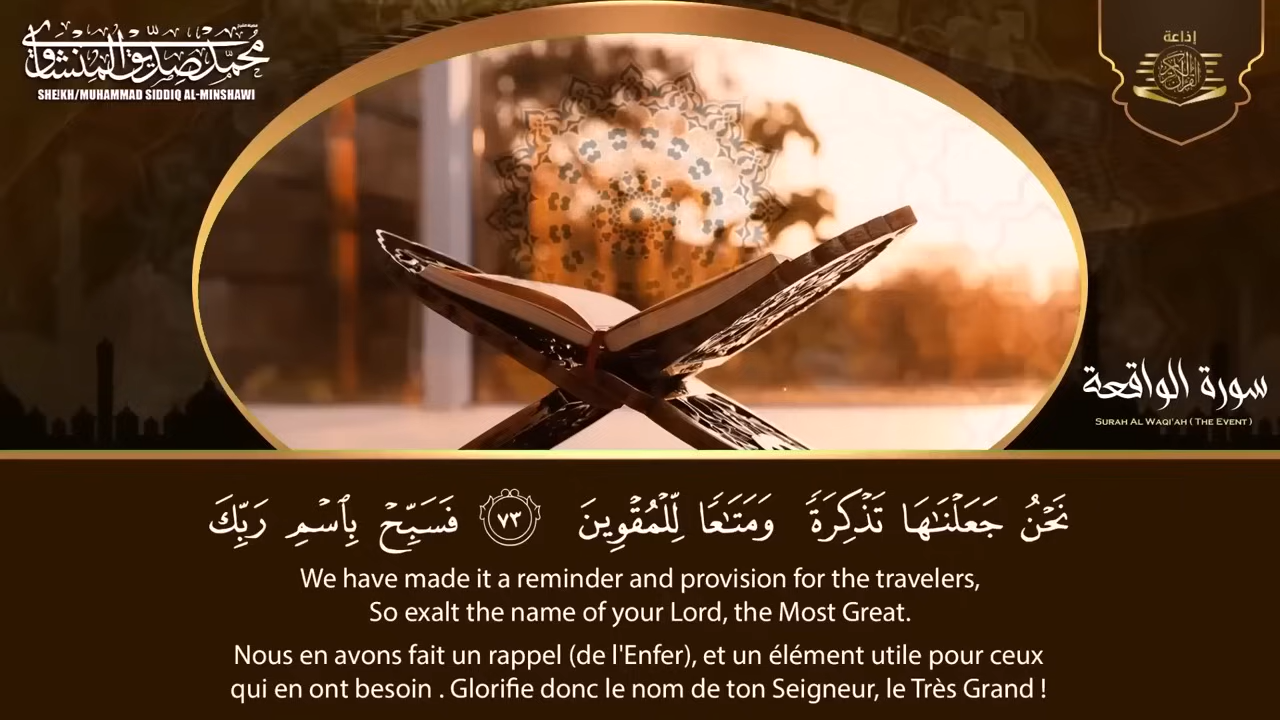 محمد صديق المنشاوي
SHEIKH/MUHAMMAD SIDDIQ AL-MINSHAWI
إذاعة
القرآن الكريم
سورة الواقعة
SURAH AL WAQI'AH ( THE EVENT )
نَحۡنُ جَعَلۡنَـٰهَا تَذۡكِرَةࣰ وَمَتَـٰعࣰا لِّلۡمُقۡوِینَ ٧٣ فَسَبِّحۡ بِٱسۡمِ رَبِّكَ
We have made it a reminder and provision for the travelers,
So exalt the name of your Lord, the Most Great.
Nous en avons fait un rappel (de l'Enfer), et un élément utile pour ceux
qui en ont besoin . Glorifie donc le nom de ton Seigneur, le Très Grand !